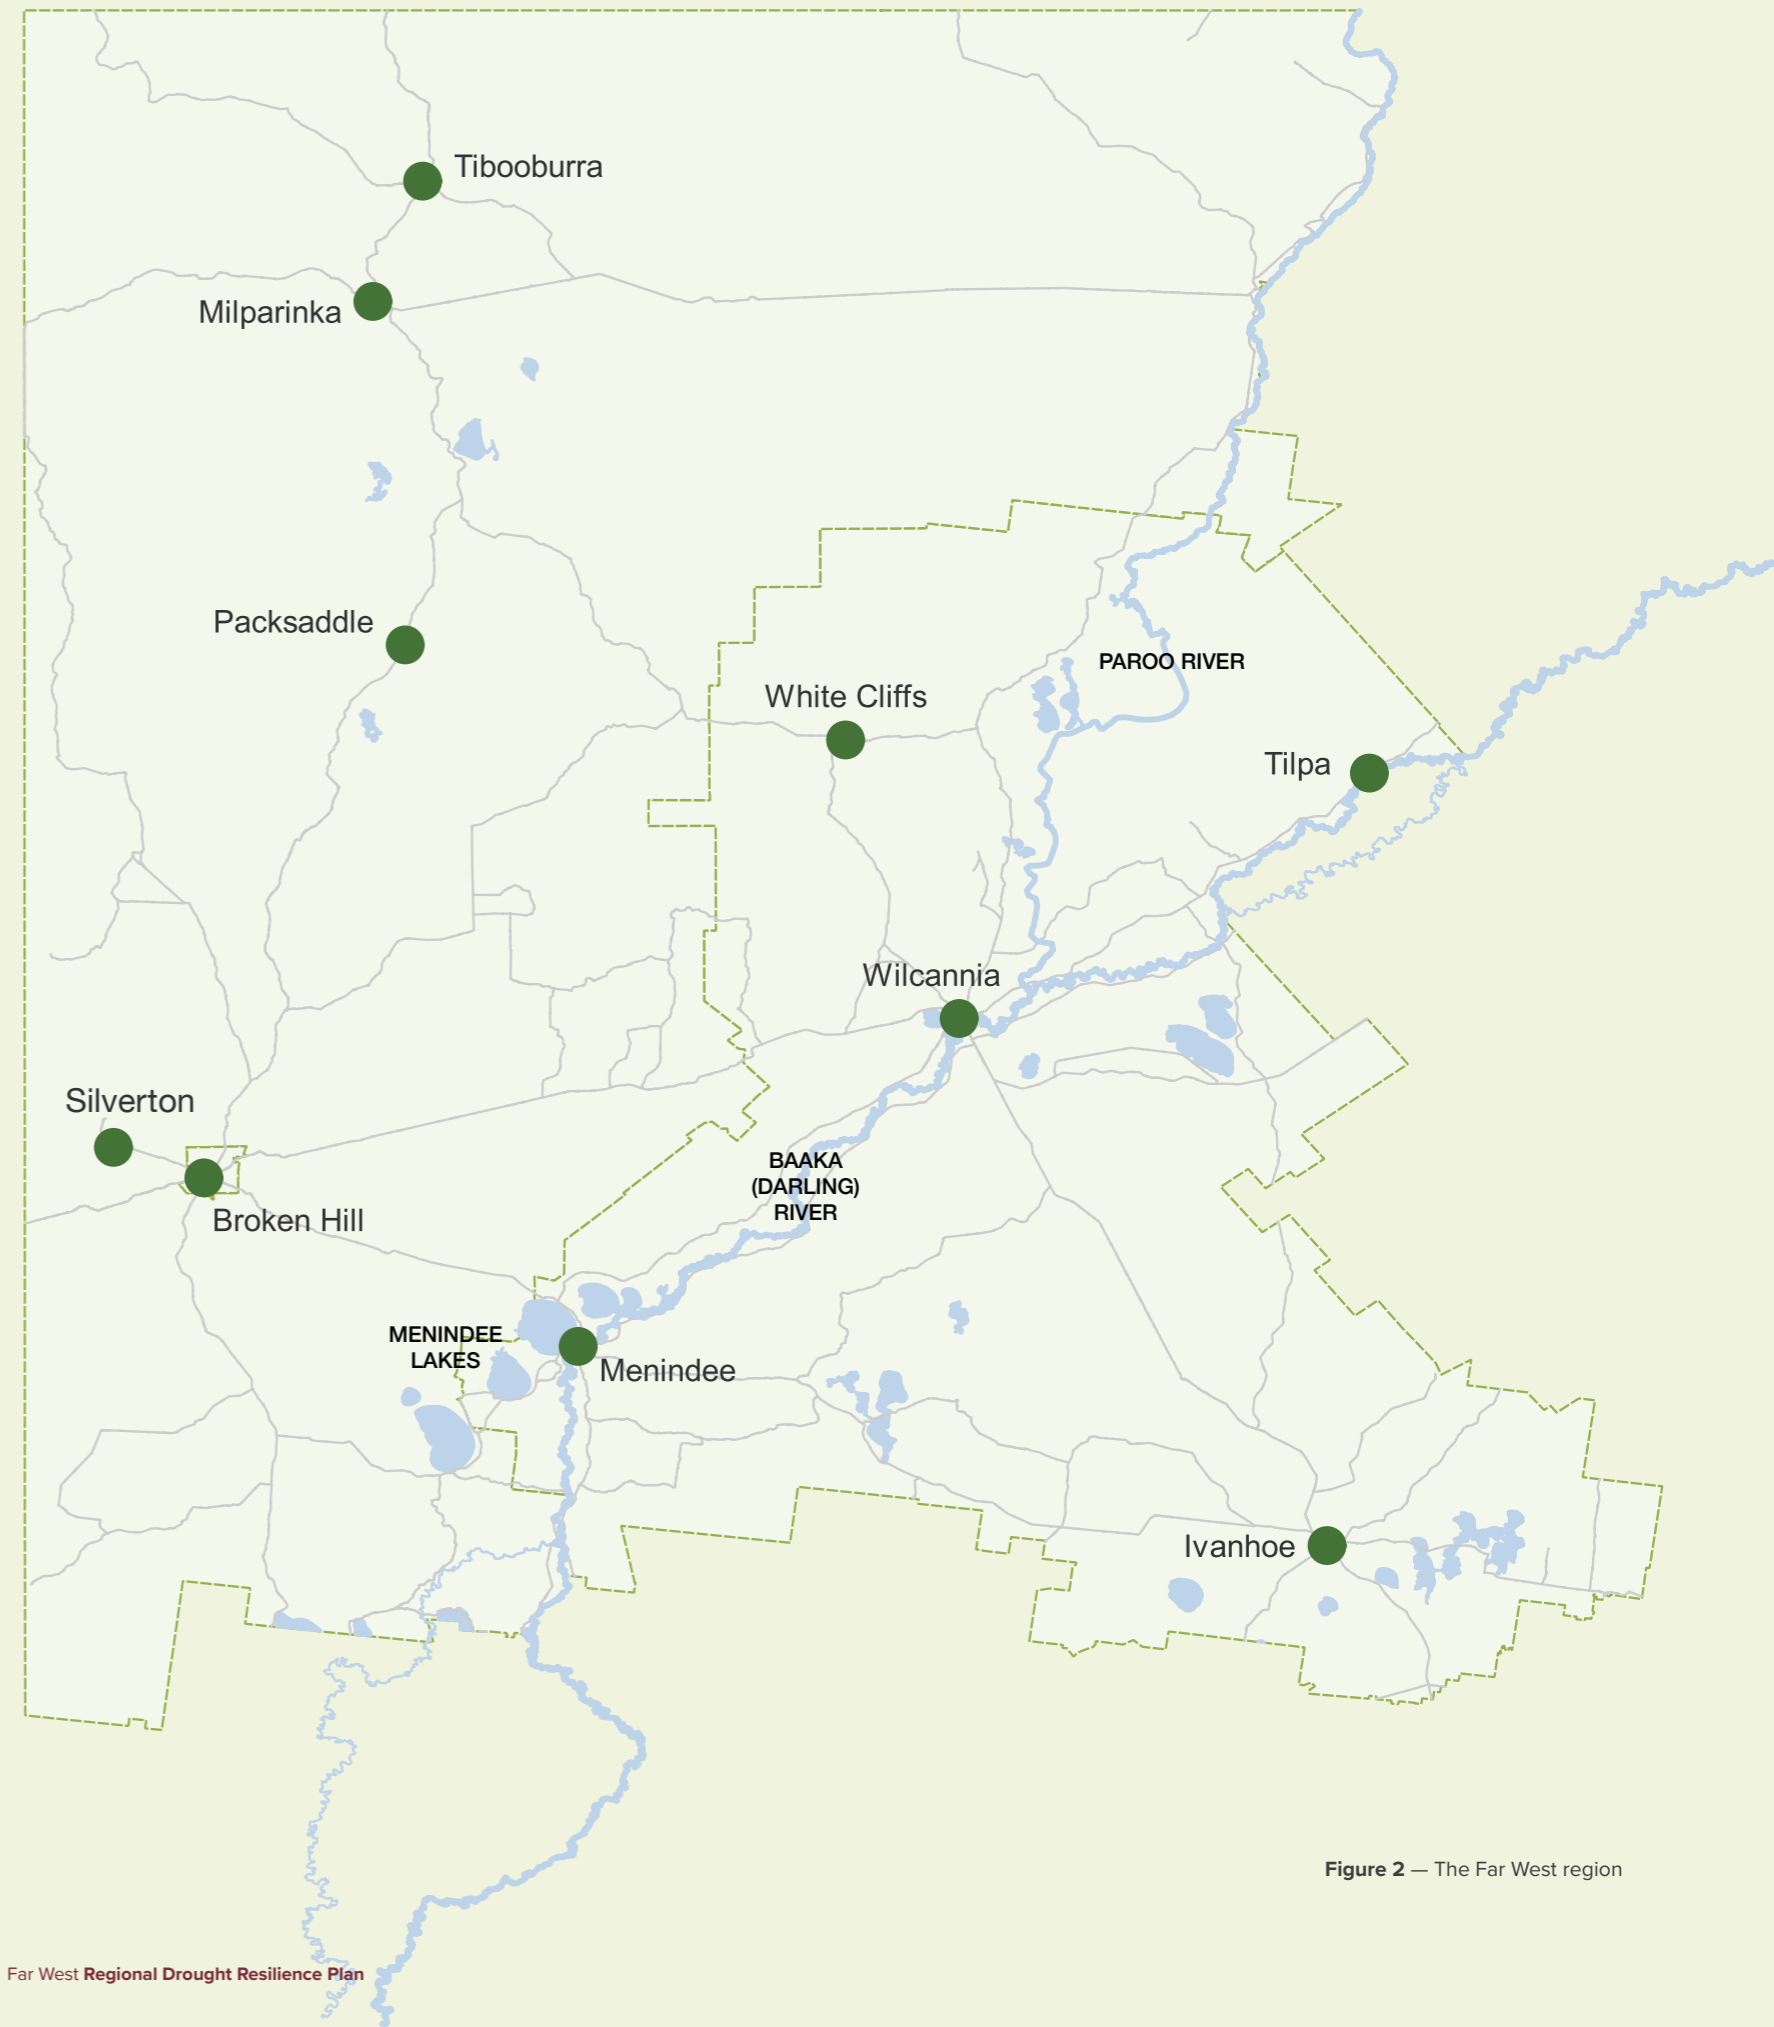 Tibooburra
Milparinka
Packsaddle
PAROO RIVER
White Cliffs
Tilpa
Wilcannia
Silverton
BAAKA
(DARLING)
RIVER
Broken Hill
MENINDEE
LAKES
Menindee
Ivanhoe
Figure 2 — The Far West region
Far West Regional Drought Resilience Plan